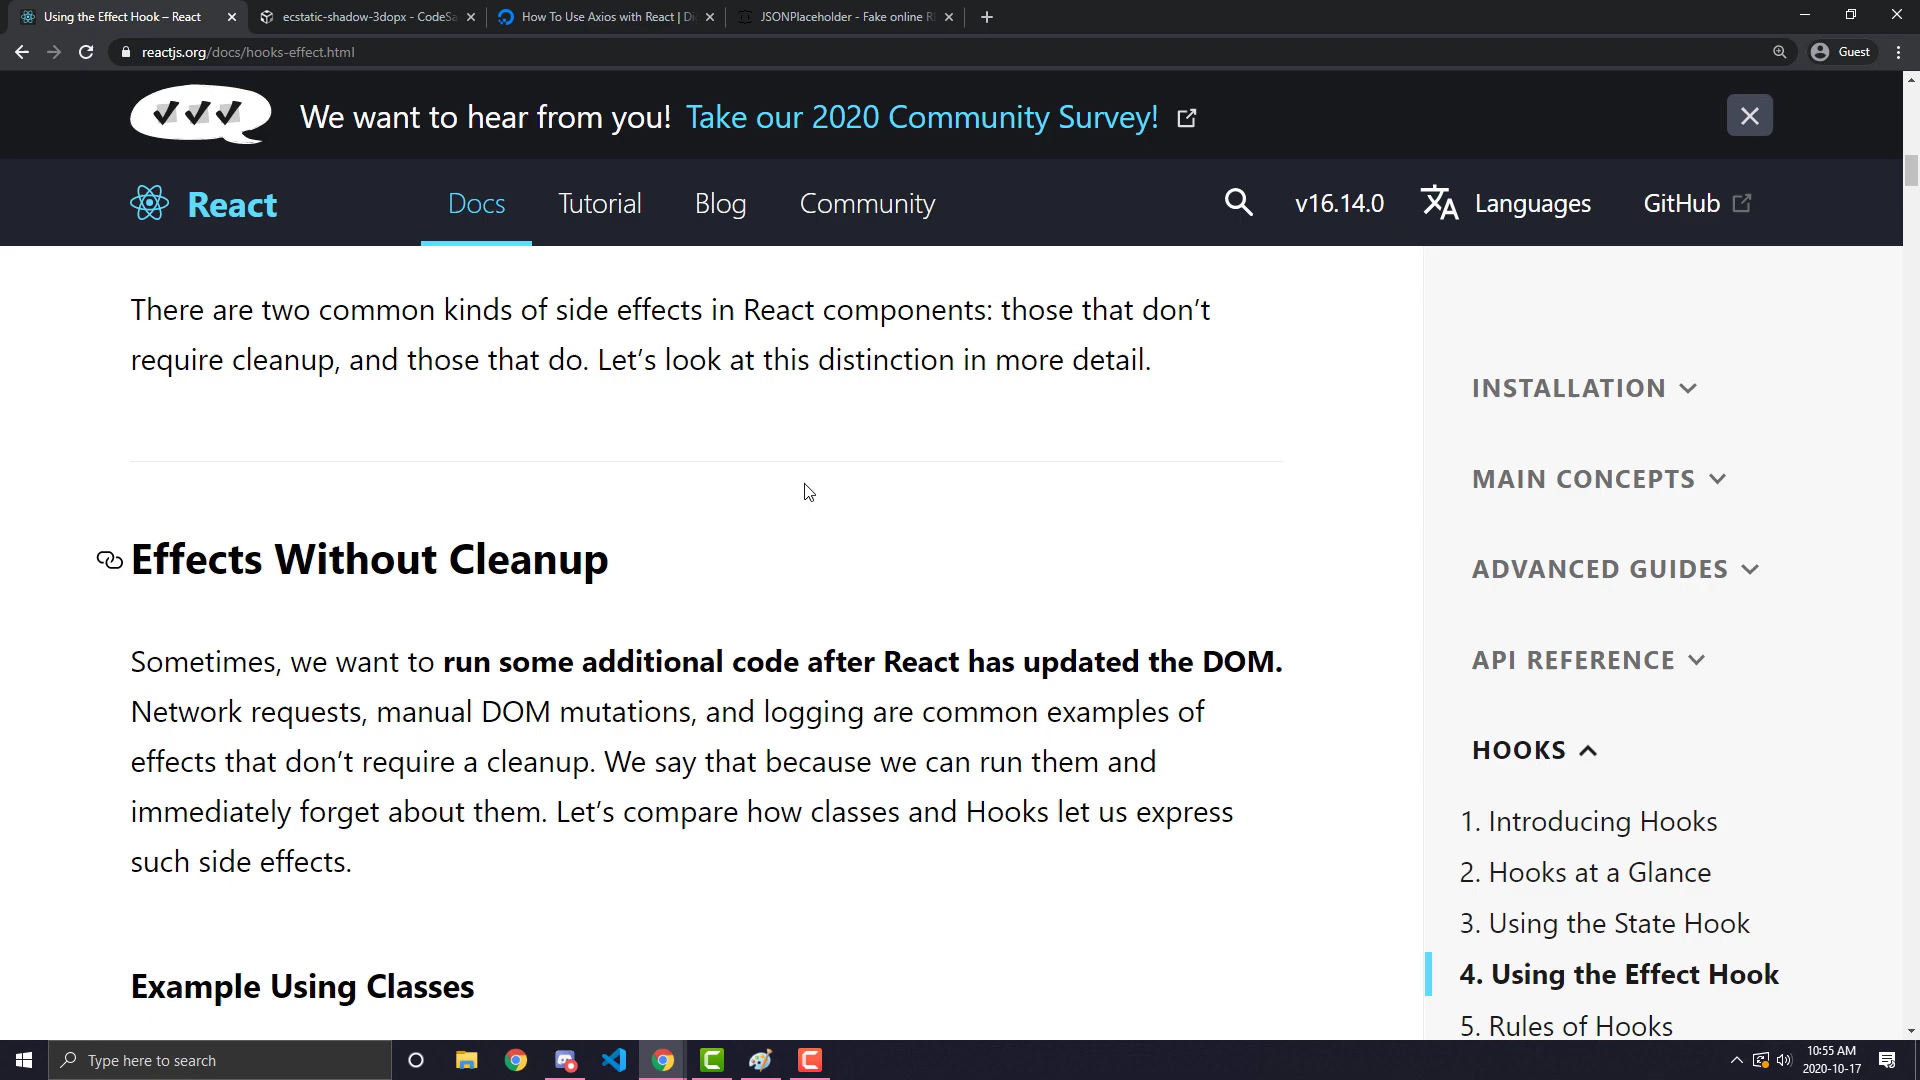 Using the Effect Hook – React
ecstatic-shadow-3dopx - CodeSa
How To Use Axios with React | Di
JSONPlaceholder - Fake online R
reactjs.org/docs/hooks-effect.html
Guest
We want to hear from you! Take our 2020 Community Survey!
React
Docs
Tutorial
Blog
Community
v16.14.0
Languages
GitHub
There are two common kinds of side effects in React components: those that don’t
require cleanup, and those that do. Let’s look at this distinction in more detail.
Effects Without Cleanup
Sometimes, we want to run some additional code after React has updated the DOM.
Network requests, manual DOM mutations, and logging are common examples of
effects that don’t require a cleanup. We say that because we can run them and
immediately forget about them. Let’s compare how classes and Hooks let us express
such side effects.
Example Using Classes
INSTALLATION
MAIN CONCEPTS
ADVANCED GUIDES
API REFERENCE
HOOKS
1. Introducing Hooks
2. Hooks at a Glance
3. Using the State Hook
4. Using the Effect Hook
5. Rules of Hooks
Type here to search
10:55 AM
2020-10-17